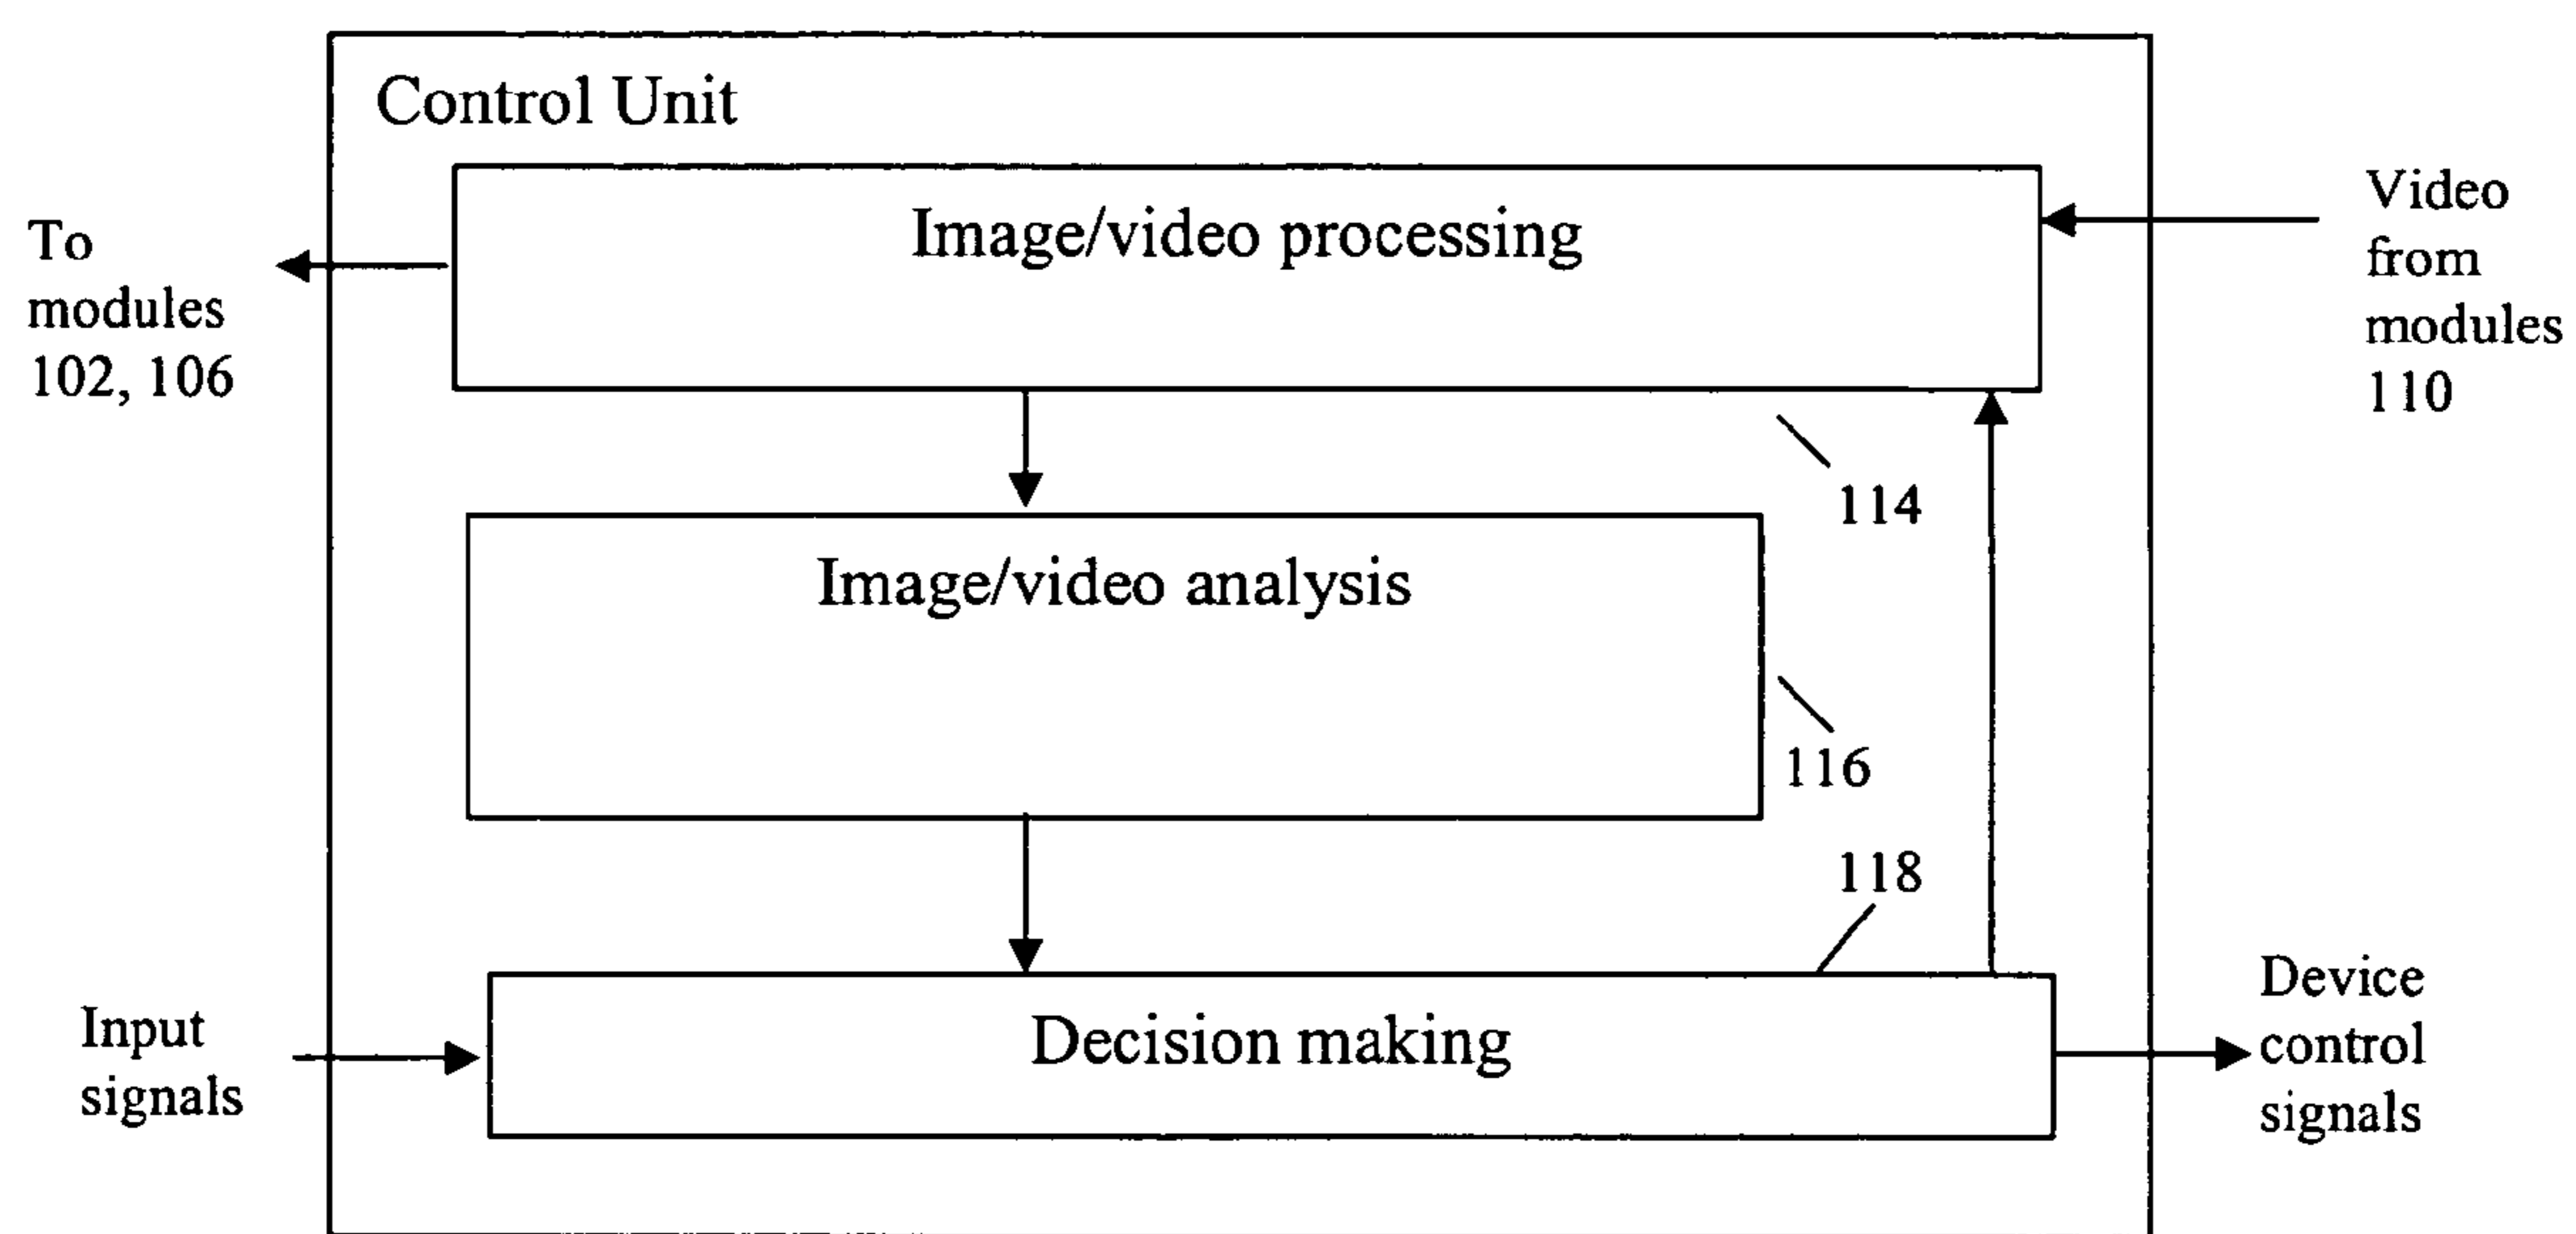 Control Unit
Image/video processing
To
modules
102, 106
Video
from
modules
110
114
Image/video analysis
116
118
Input
signals
Decision making
Device
control
signals